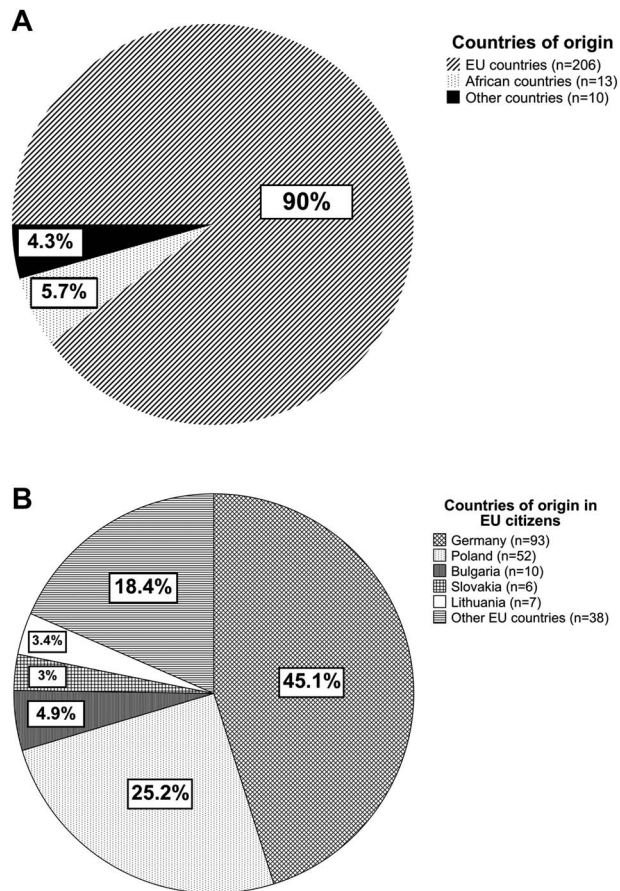 A
Countries of origin
EU countries (n=206)
African countries (n=13)
Other countries (n=10)
90%
4.3%
5.7%
B
Countries of origin in
EU citizens
Germany (n=93)
Poland (n=52)
Bulgaria (n=10)
Slovakia (n=6)
Lithuania (n=7)
Other EU countries (n=38)
18.4%
3.4%
3%
45.1%
4.9%
25.2%